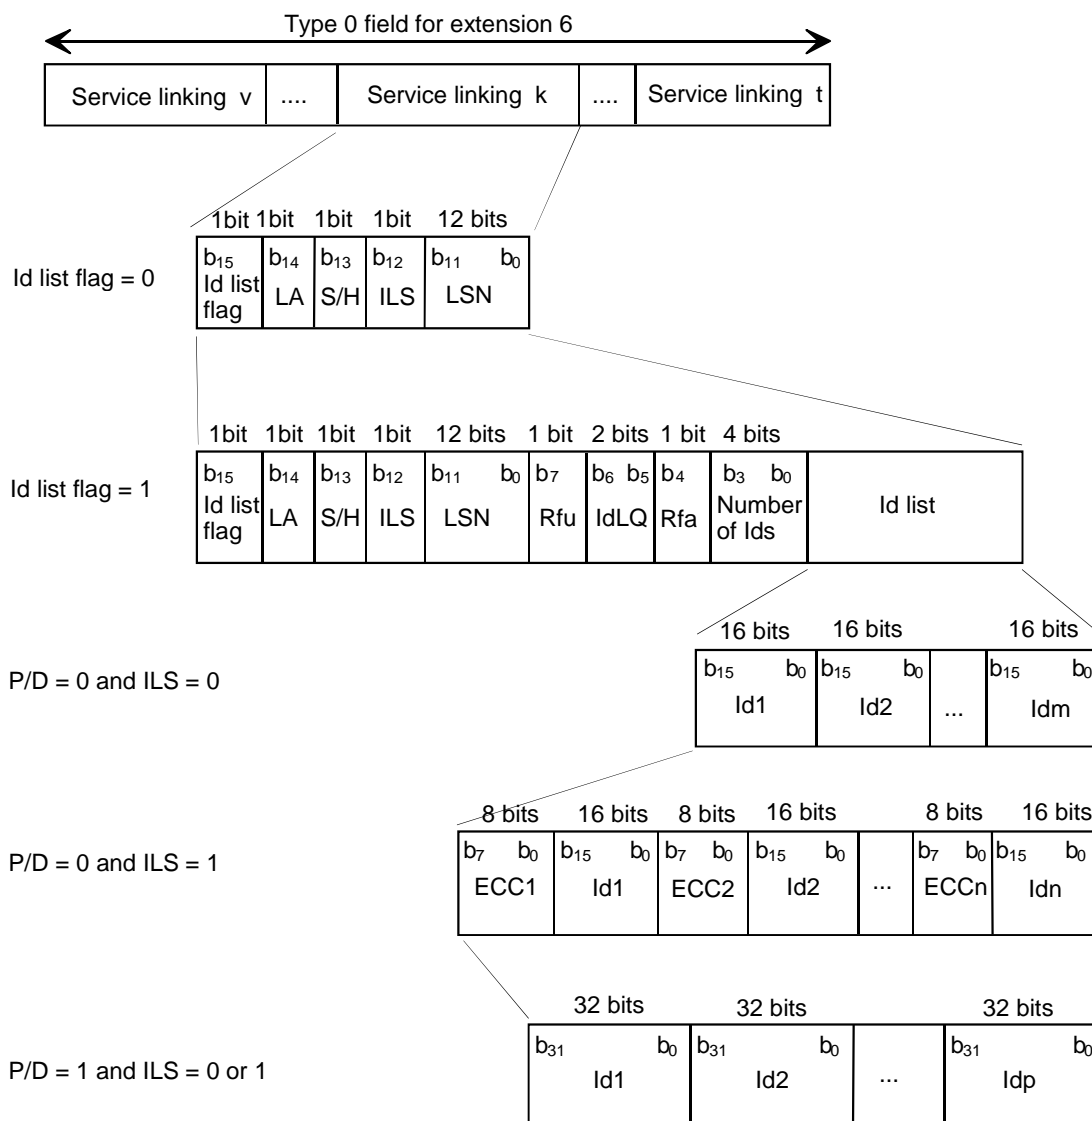 Type 0 field for extension 6
Service linking v .... Service linking k .... Service linking t
1bit 1bit 1bit 1bit 12 bits
Id list flag = 0
b15 b14 b13 b12 b11 b0
Id list flag LA S/H ILS LSN
1bit 1bit 1bit 1bit 12 bits 1 bit 2 bits 1 bit 4 bits
Id list flag = 1
b15 b14 b13 b12 b11 b0 b7 b6 b5 b4 b3 b0
Id list flag LA S/H ILS LSN Rfu IdLQ Rfa Number of Ids Id list
16 bits 16 bits 16 bits
P/D = 0 and ILS = 0
b15 b0 b15 b0 b15 b0
Id1 Id2 ... Idm
8 bits 16 bits 8 bits 16 bits 8 bits 16 bits
P/D = 0 and ILS = 1
b7 b0 b15 b0 b7 b0 b15 b0 b7 b0 b15 b0
ECC1 Id1 ECC2 Id2 ... ECCn Idn
32 bits 32 bits 32 bits
P/D = 1 and ILS = 0 or 1
b31 b0 b31 b0 b31 b0
Id1 Id2 ... Idp